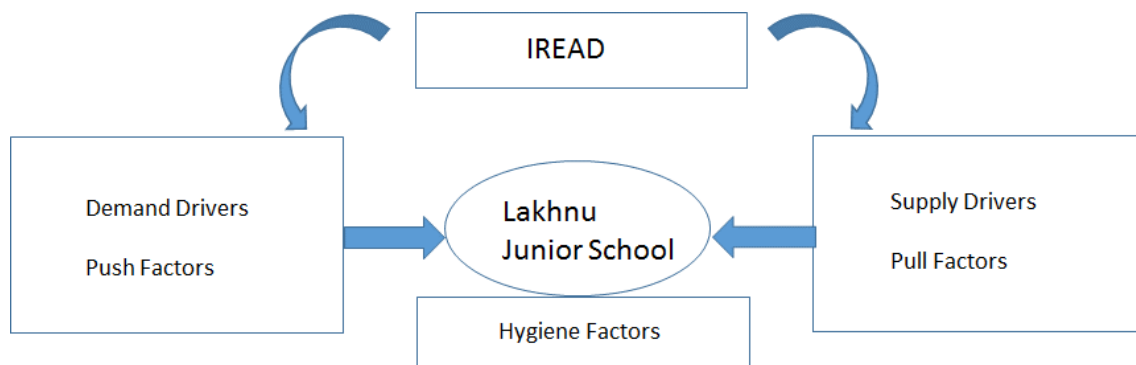 IREAD
Demand Drivers
Push Factors
Lakhnu
Junior School
Supply Drivers
Pull Factors
Hygiene Factors